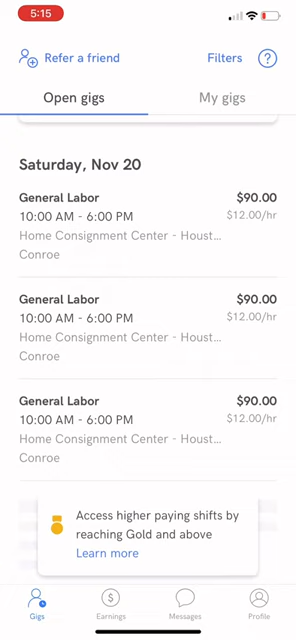 5:15
Refer a friend
Filters
?
Open gigs
My gigs
Saturday, Nov 20
General Labor
$90.00
10:00 AM - 6:00 PM
$12.00/hr
Home Consignment Center - Houst...
Conroe
General Labor
$90.00
10:00 AM - 6:00 PM
$12.00/hr
Home Consignment Center - Houst...
Conroe
General Labor
$90.00
10:00 AM - 6:00 PM
$12.00/hr
Home Consignment Center - Houst...
Conroe
Access higher paying shifts by
reaching Gold and above
Learn more
$
Gigs
Earnings
Messages
Profile